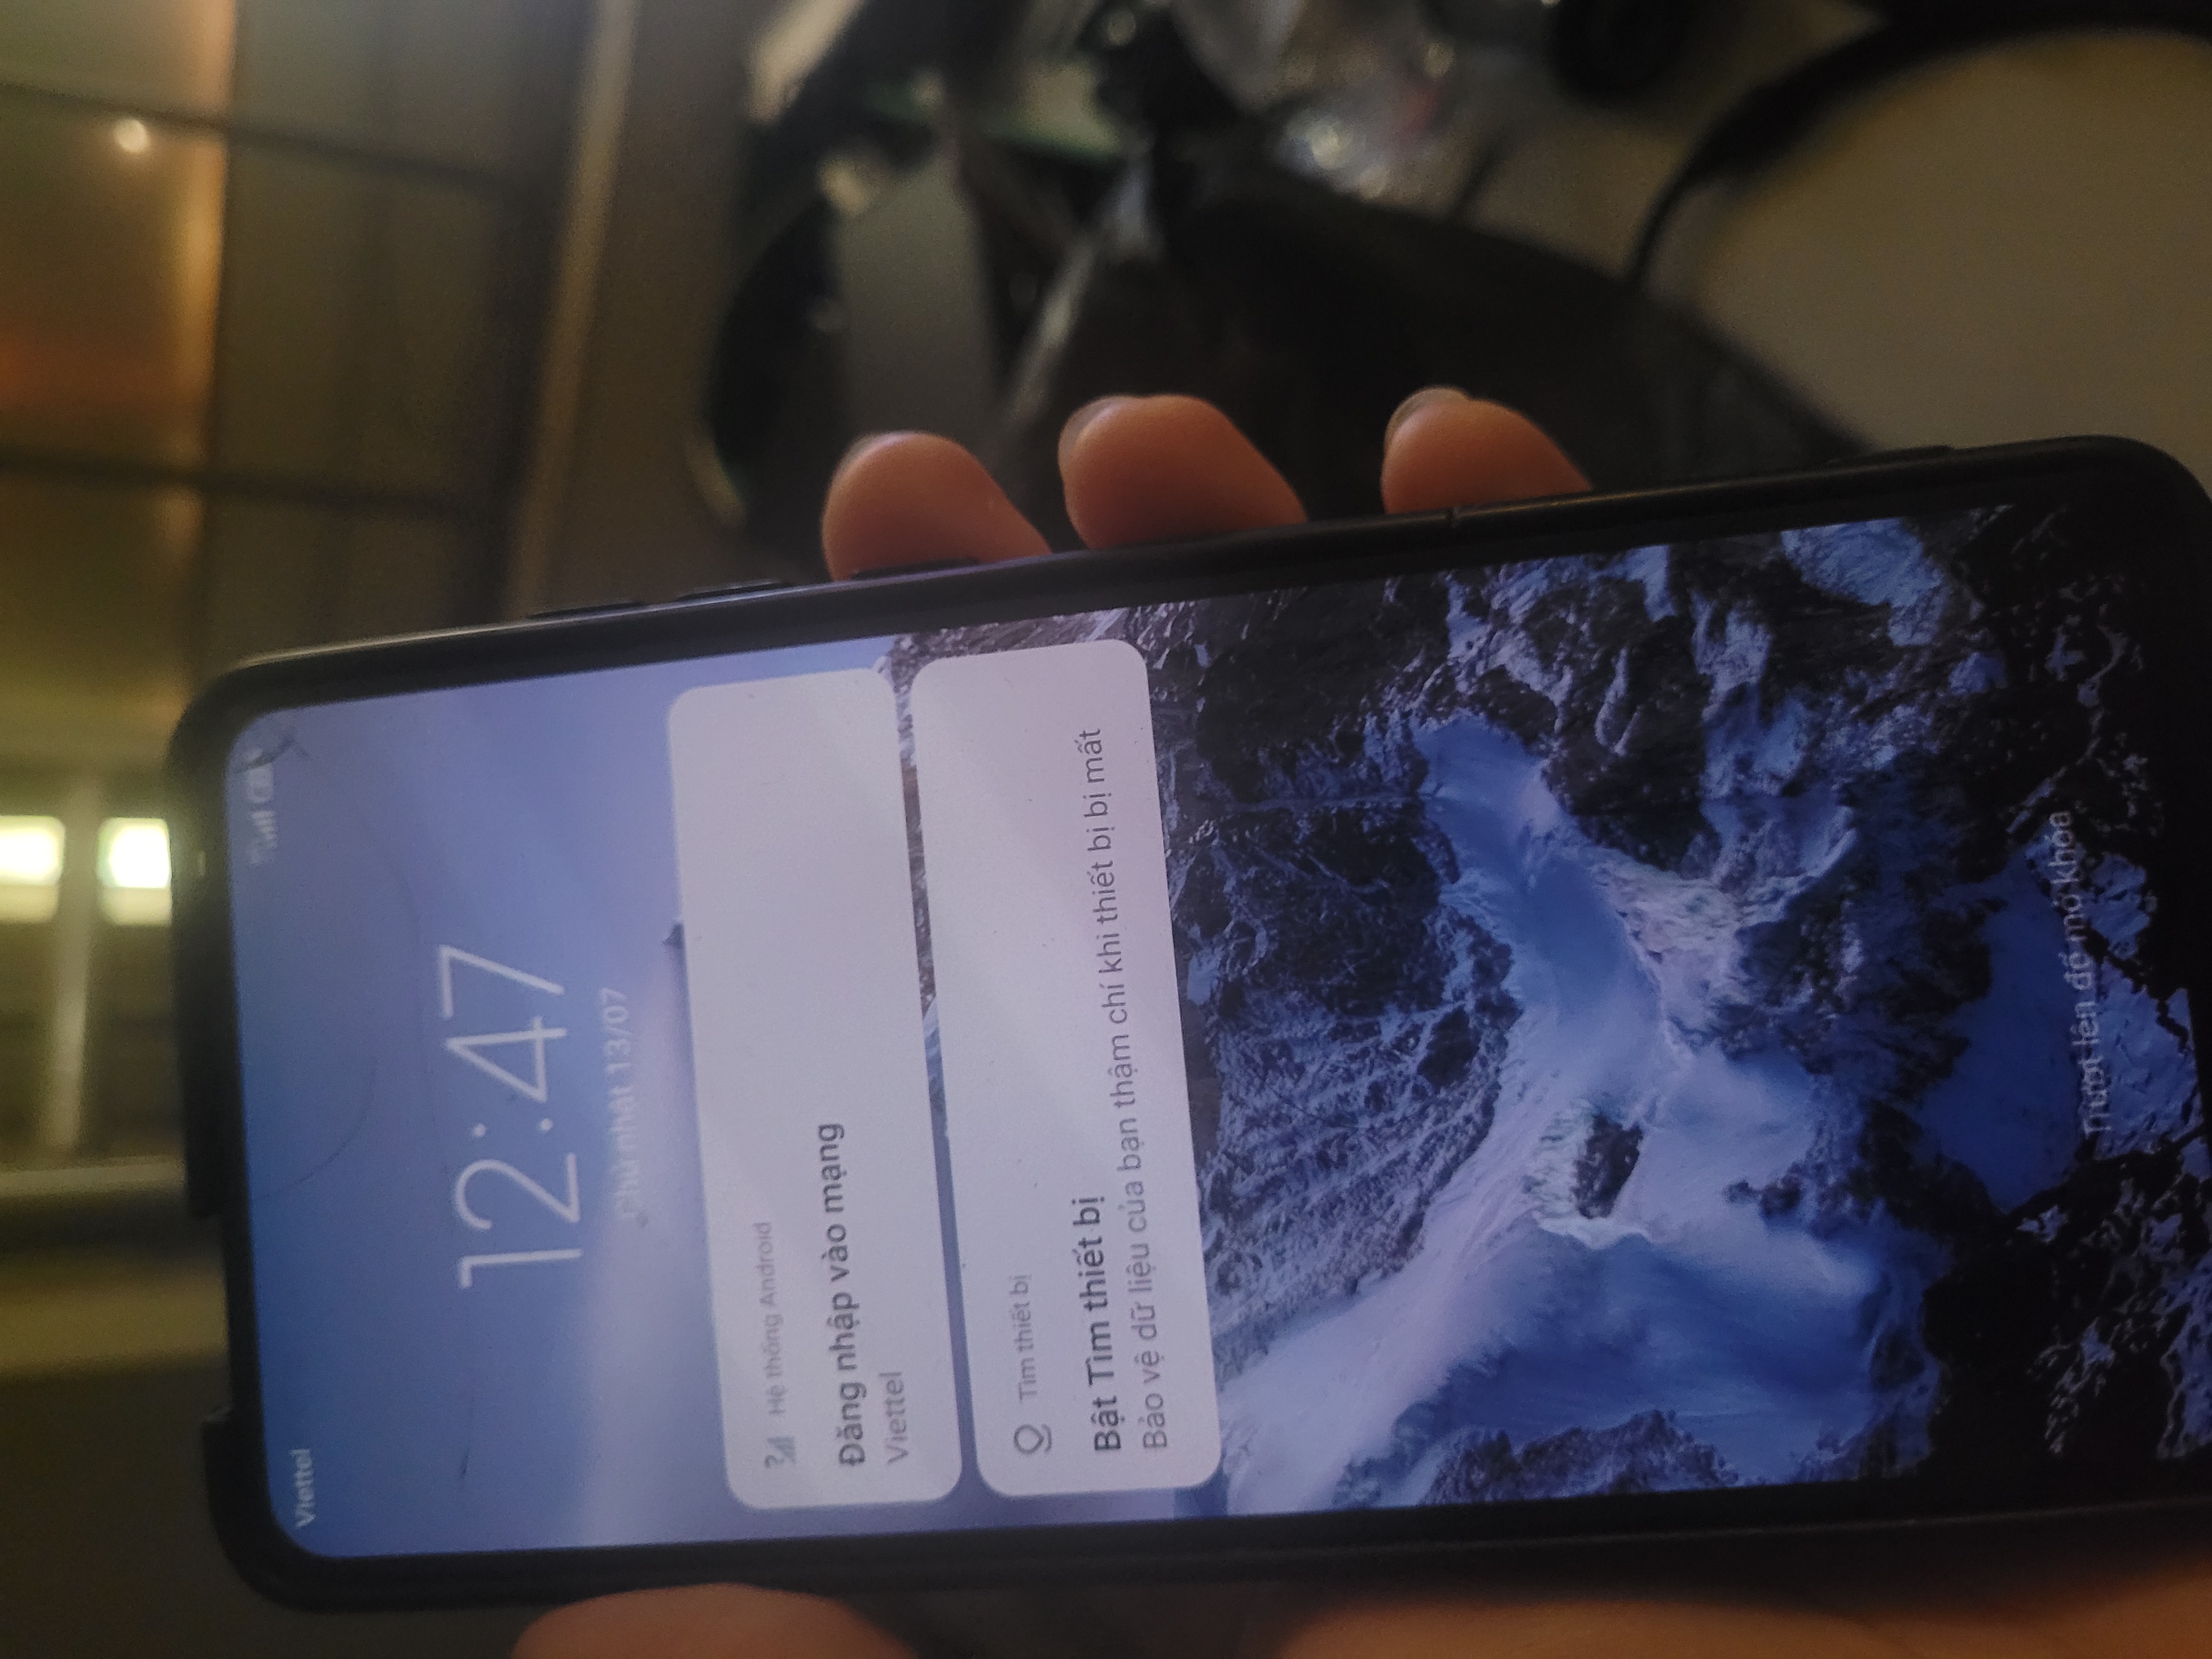 Viettel
12:47
Chủ nhật 13/07
Hệ thống Android
Đăng nhập vào mạng
Viettel
Tìm thiết bị
Bật Tìm thiết bị
Bảo vệ dữ liệu của bạn thậm chí khi thiết bị bị mất
Trượt lên để mở khóa